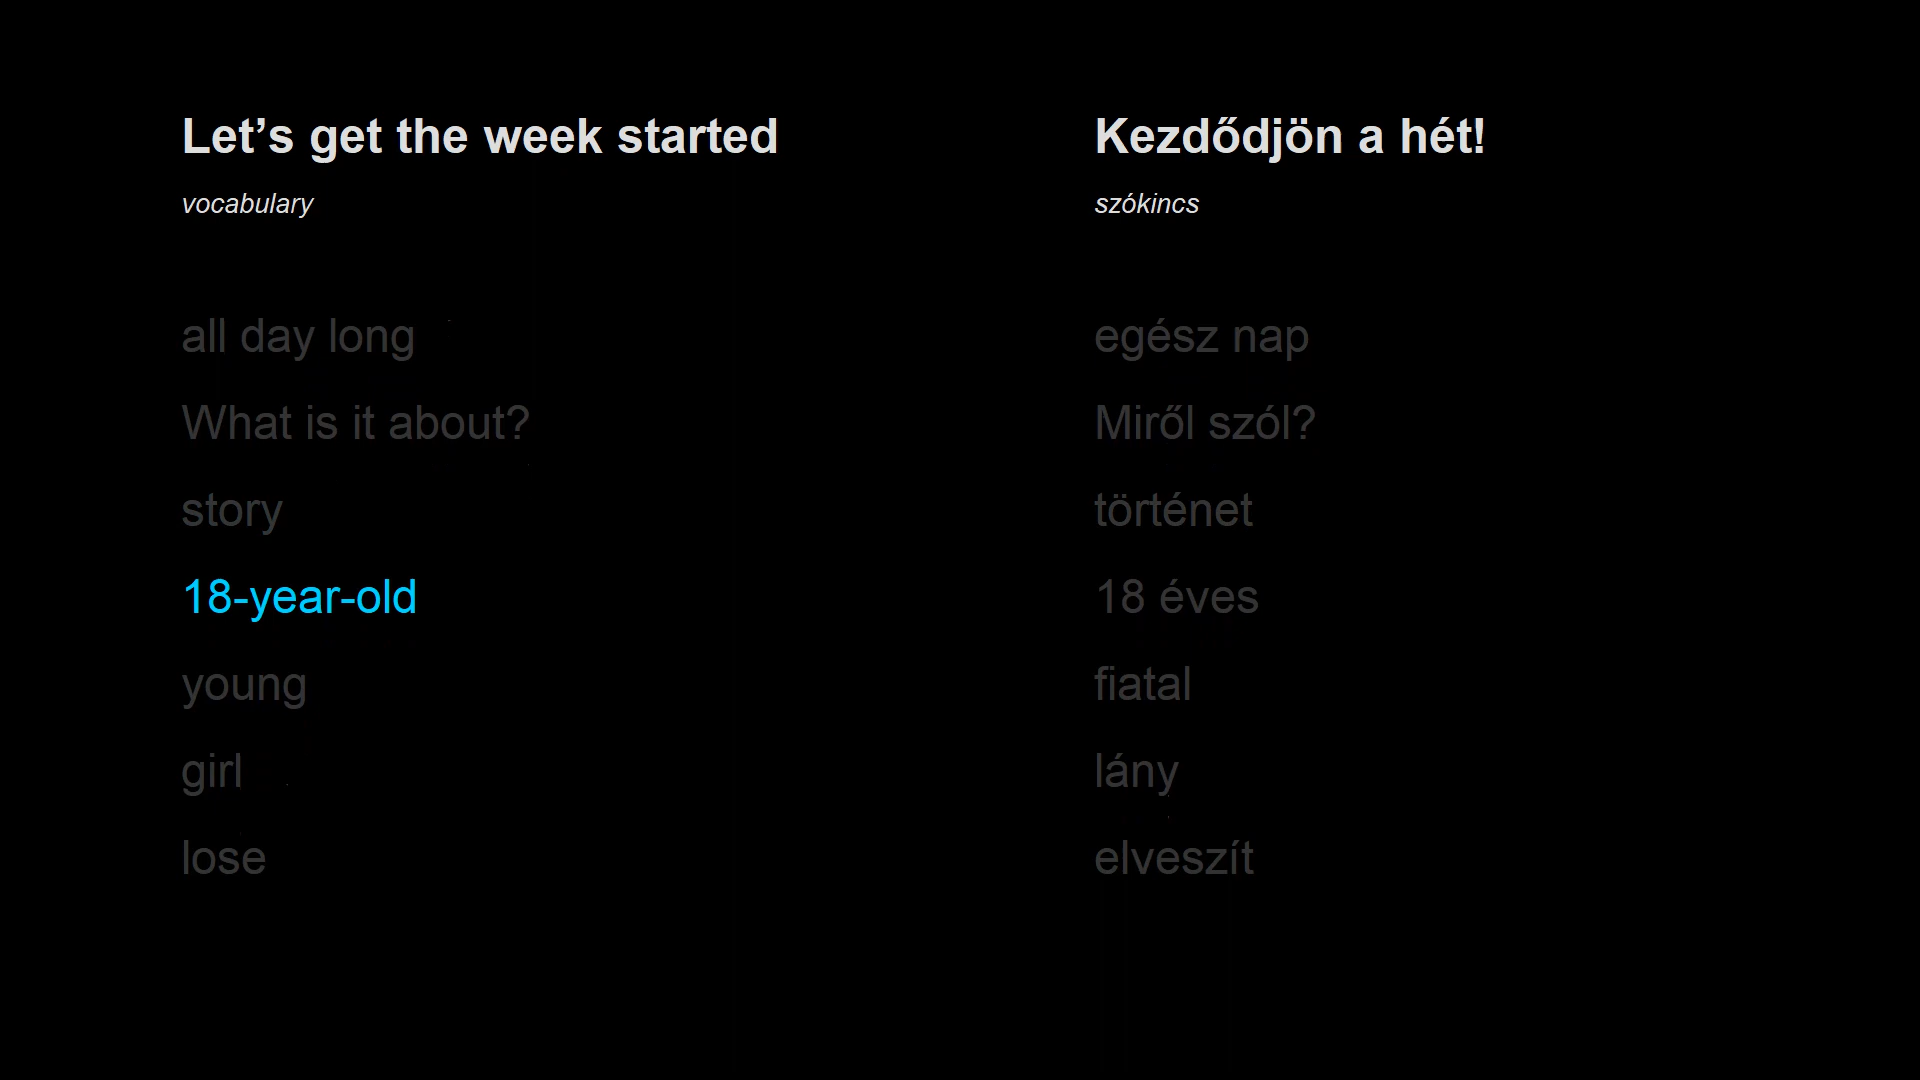 Let’s get the week started
vocabulary
all day long
What is it about?
story
18-year-old
young
girl
lose
Kezdődjön a hét!
szókincs
egész nap
Miről szól?
történet
18 éves
fiatal
lány
elveszít